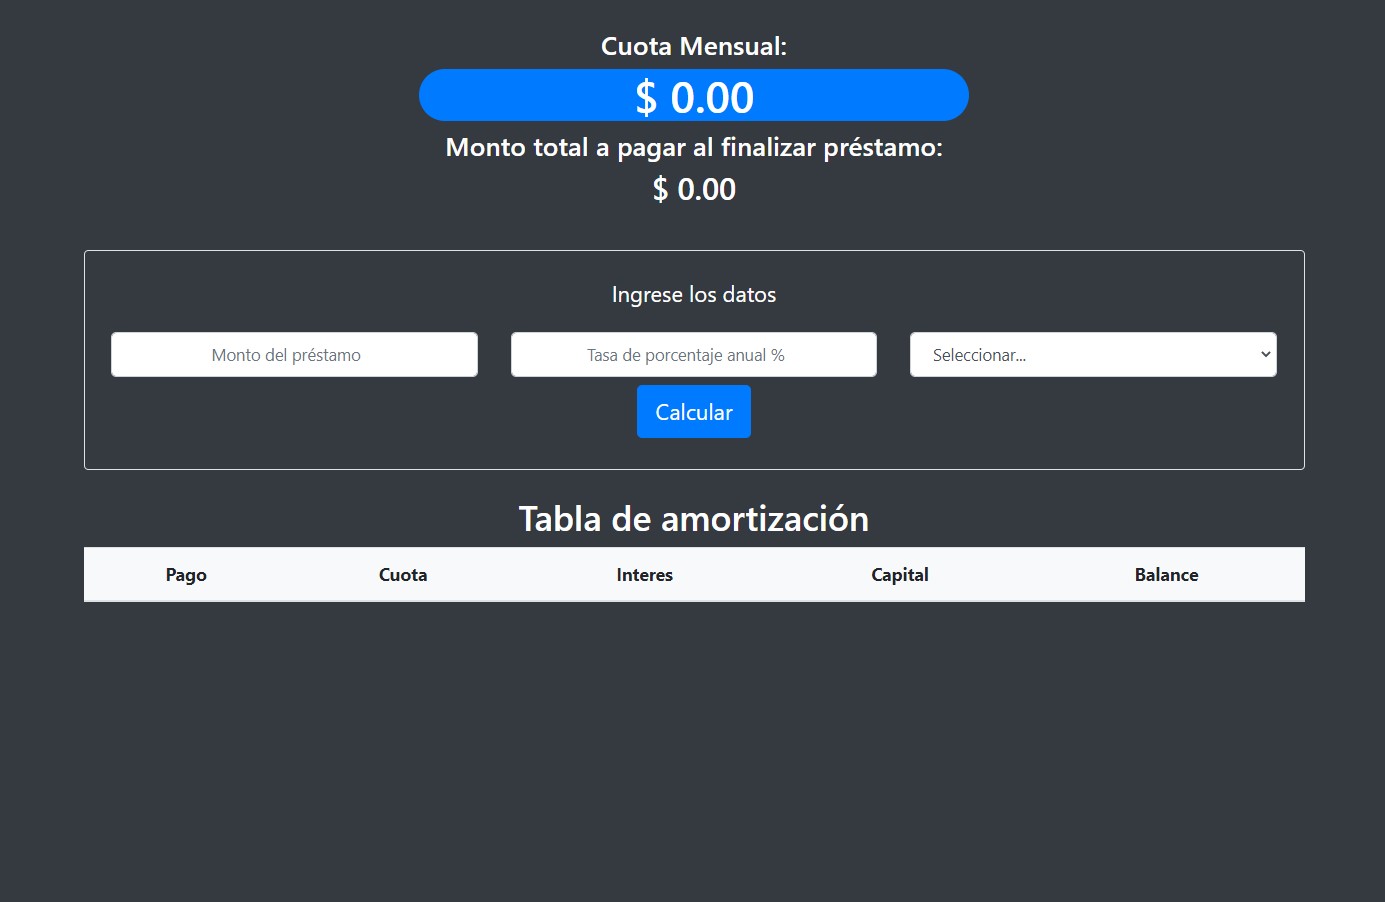 Cuota Mensual:
$ 0.00
Monto total a pagar al finalizar préstamo:
$ 0.00
Ingrese los datos
Monto del préstamo Tasa de porcentaje anual % Seleccionar...
Calcular
Tabla de amortización
Pago Cuota Interes Capital Balance